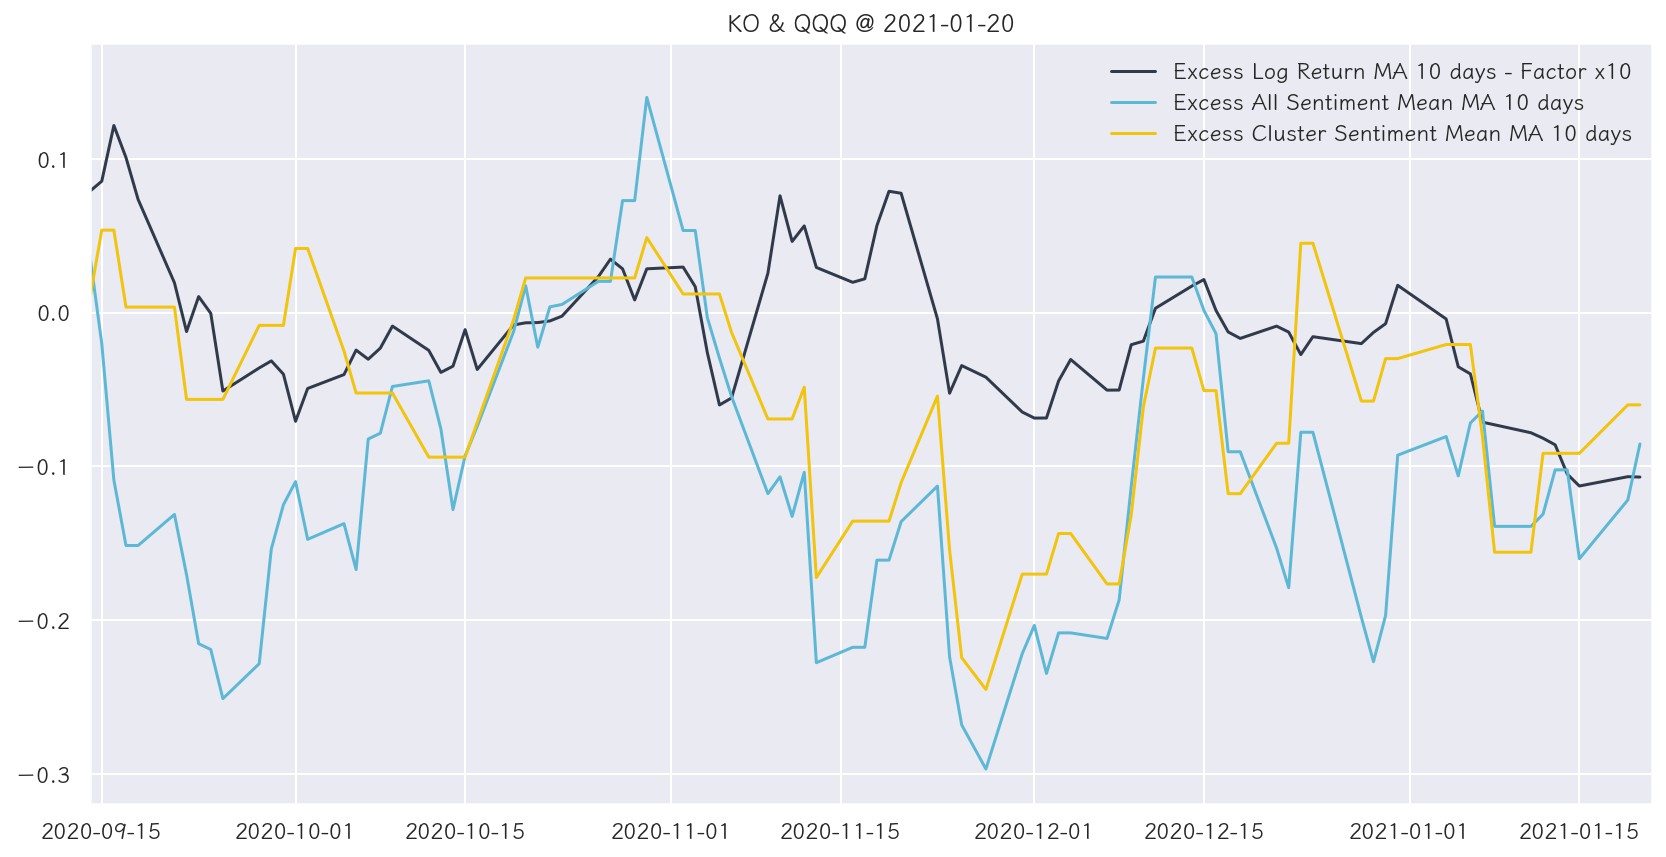 KO & QQQ @ 2021-01-20
Excess Log Return MA 10 days - Factor x10
Excess All Sentiment Mean MA 10 days
Excess Cluster Sentiment Mean MA 10 days
0.1
0.0
−0.1
−0.2
−0.3
2020-09-15 2020-10-01 2020-10-15 2020-11-01 2020-11-15 2020-12-01 2020-12-15 2021-01-01 2021-01-15